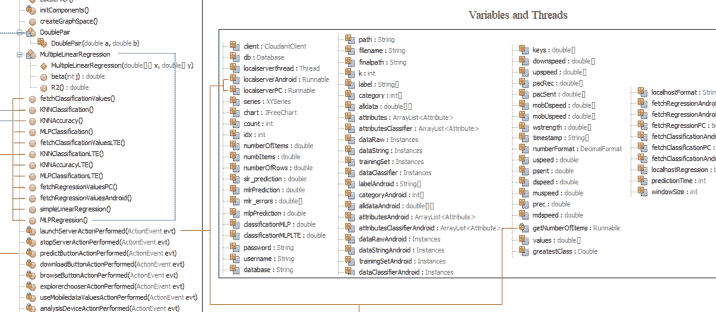 initComponents()
createGraphSpace()
DoublePair
DoublePair(double a, double b)
MultipleLinearRegression
MultipleLinearRegression(double[][] x, double[] y)
beta(int j) : double
R2() : double
fetchClassificationValues()
KNNClassification()
KNNAccuracy()
MLPClassification()
fetchClassificationValuesLTE()
KNNClassificationLTE()
KNNAccuracyLTE()
MLPClassificationLTE()
fetchRegressionValuesPC()
fetchRegressionValuesAndroid()
simpleLinearRegression()
MLPRegression()
launchServerActionPerformed(ActionEvent evt)
stopServerActionPerformed(ActionEvent evt)
predictButtonActionPerformed(ActionEvent evt)
downloadButtonActionPerformed(ActionEvent evt)
browseButtonActionPerformed(ActionEvent evt)
explorerchooserActionPerformed(ActionEvent evt)
useMobiledataValuesActionPerformed(ActionEvent evt)
analysisDeviceActionPerformed(ActionEvent evt)
Variables and Threads
client : CloudantClient
db : Database
localserverthread : Thread
localserverAndroid : Runnable
localserverPC : Runnable
series : XYSeries
chart : JFreeChart
count : int
idx : int
numberOfItems : double
numbItems : double
numberOfRows : double
slr_prediction : double
mlrPrediction : double
mlr_errors : double[]
mlpPrediction : double
classificationMLP : double
classificationMLPLTE : double
password : String
username : String
database : String
path : String
filename : String
finalpath : String
k : int
label : String[]
category : int[]
alldata : double[][]
attributes : ArrayList<Attribute>
attributesClassifier : ArrayList<Attribute>
dataRaw : Instances
dataString : Instances
trainingSet : Instances
dataClassifier : Instances
labelAndroid : String[]
categoryAndroid : int[]
alldataAndroid : double[][]
attributesAndroid : ArrayList<Attribute>
attributesClassifierAndroid : ArrayList<Attribute>
dataRawAndroid : Instances
dataStringAndroid : Instances
trainingSetAndroid : Instances
dataClassifierAndroid : Instances
keys : double[]
downspeed : double[]
upspeed : double[]
pacRec : double[]
pacSent : double[]
mobDspeed : double[]
mobUspeed : double[]
wstrength : double[]
timestamp : String[]
numberFormat : DecimalFormat
uspeed : double
psent : double
dspeed : double
muspeed : double
prec : double
mdspeed : double
getNumberOfItems : Runnable
values : double[]
greatestClass : Double
localhostFormat : Strin
fetchRegressionAndroi
fetchRegressionAndroi
fetchRegressionPC : b
fetchClassificationAndr
fetchClassificationPC :
fetchClassificationAndr
localhostRegression : b
predictionTime : int
windowSize : int